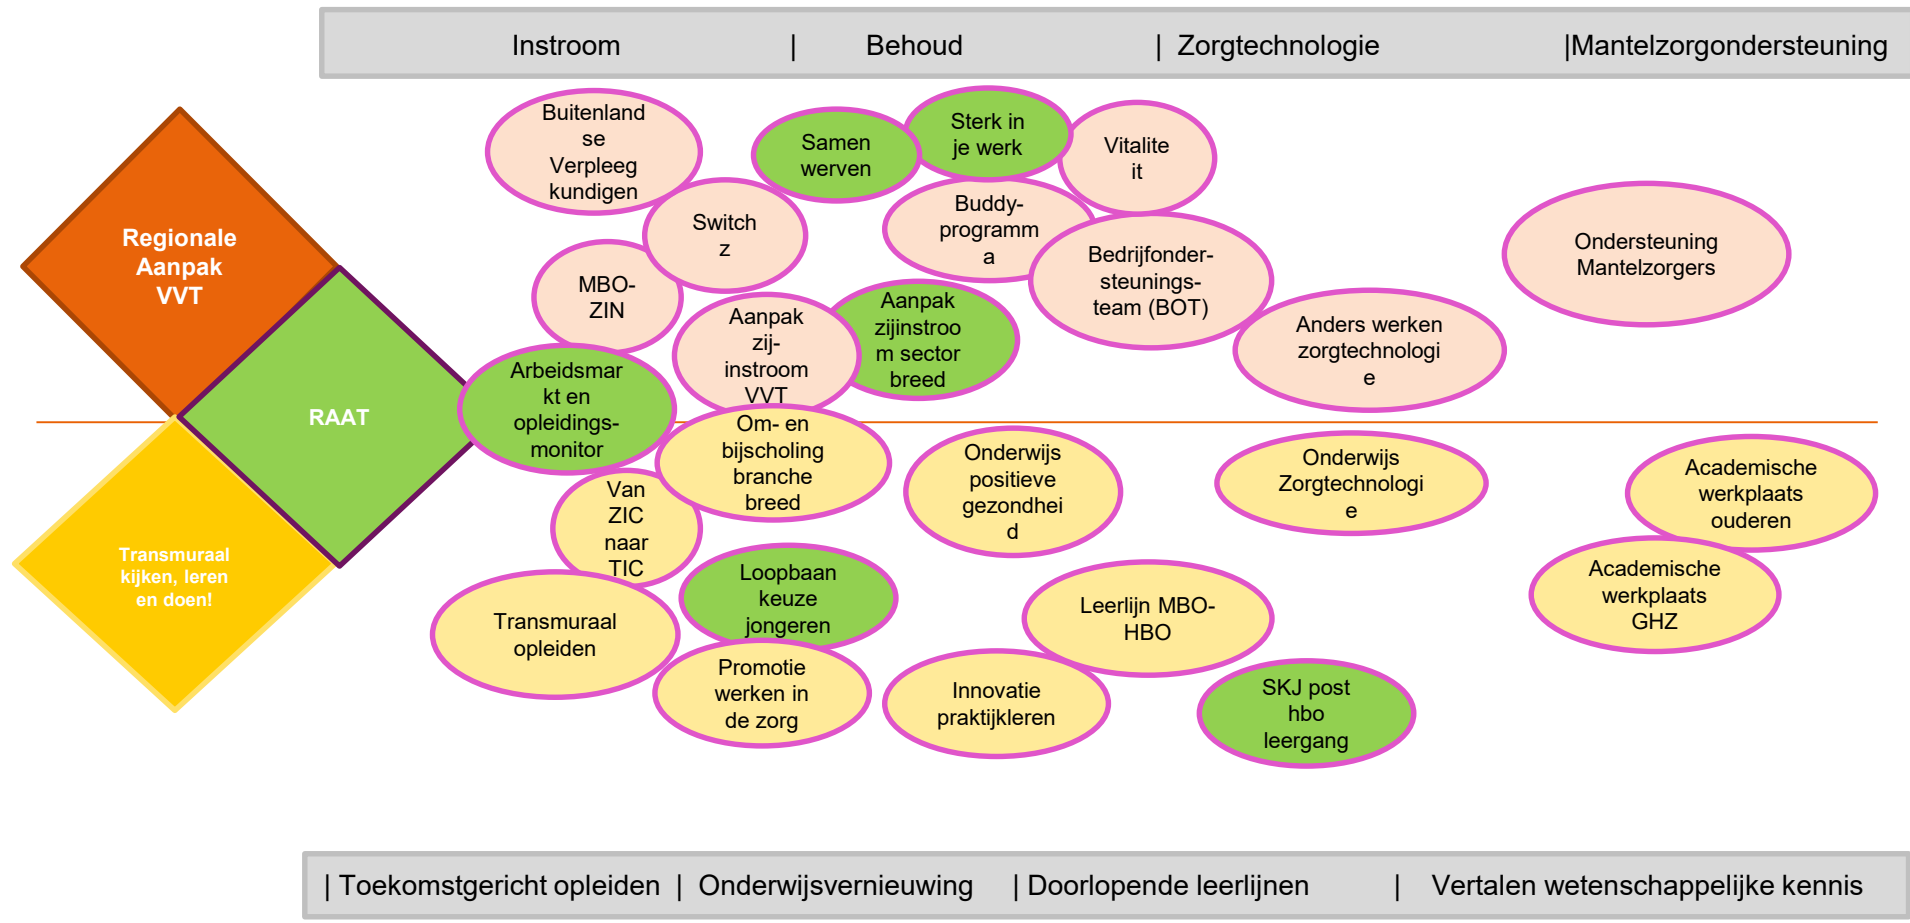 Instroom | Behoud | Zorgtechnologie |Mantelzorgondersteuning
Regionale
Aanpak
VVT
RAAT
Transmuraal
kijken, leren
en doen!
Buitenland
se
Verpleeg
kundigen
Samen
werven
Sterk in
je werk
Vitalite
it
Switch
z
Buddy-
programm
a
Bedrijfonder-
steunings-
team (BOT)
Ondersteuning
Mantelzorgers
MBO-
ZIN
Aanpak
zij-
instroom
VVT
Aanpak
zijinstroo
m sector
breed
Anders werken
zorgtechnologi
e
Arbeidsmar
kt en
opleidings-
monitor
Om- en
bijscholing
branche
breed
Onderwijs
positieve
gezondhei
d
Onderwijs
Zorgtechnologi
e
Academische
werkplaats
ouderen
Van
ZIC
naar
TIC
Loopbaan
keuze
jongeren
Leerlijn MBO-
HBO
Academische
werkplaats
GHZ
Transmuraal
opleiden
Promotie
werken in
de zorg
Innovatie
praktijkleren
SKJ post
hbo
leergang
| Toekomstgericht opleiden | Onderwijsvernieuwing | Doorlopende leerlijnen | Vertalen wetenschappelijke kennis